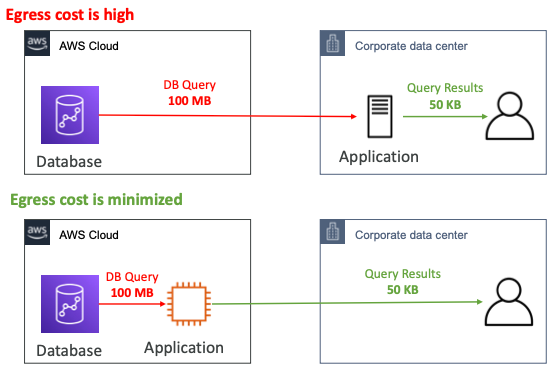 Egress cost is high
aws
AWS Cloud
Corporate data center
DB Query
100 MB
Query Results
50 KB
Database
Application
Egress cost is minimized
aws
AWS Cloud
Corporate data center
DB Query
100 MB
Query Results
50 KB
Database
Application